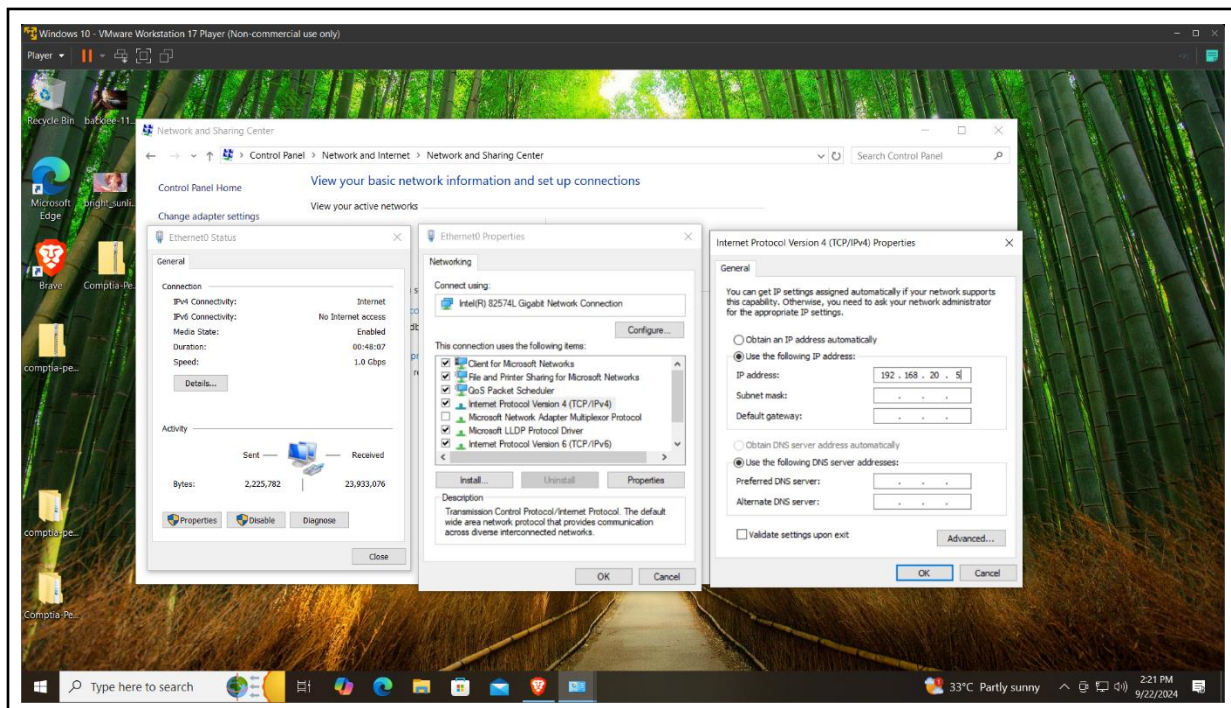 Windows 10 - VMware Workstation 17 Player (Non-commercial use only)
Player
Recycle Bin
Microsoft Edge
bright_sunli...
Brave
Comptia-Pe...
comptia-pe...
comptia-pe...
Comptia-Pe...
Network and Sharing Center
Control Panel > Network and Internet > Network and Sharing Center
Search Control Panel
Control Panel Home
Change adapter settings
View your basic network information and set up connections
View your active networks
Ethernet0 Status
General
Connection
IPv4 Connectivity: Internet
IPv6 Connectivity: No Internet access
Media State: Enabled
Duration: 00:48:07
Speed: 1.0 Gbps
Details...
Activity
Sent — Received
Bytes: 2,225,782 | 23,933,076
Properties Disable Diagnose
Close
Ethernet0 Properties
Networking
Connect using:
Intel(R) 82574L Gigabit Network Connection
Configure...
This connection uses the following items:
Client for Microsoft Networks
File and Printer Sharing for Microsoft Networks
QoS Packet Scheduler
Internet Protocol Version 4 (TCP/IPv4)
Microsoft Network Adapter Multiplexor Protocol
Microsoft LLDP Protocol Driver
Internet Protocol Version 6 (TCP/IPv6)
Install... Uninstall Properties
Description
Transmission Control Protocol/Internet Protocol. The default
wide area network protocol that provides communication
across diverse interconnected networks.
OK Cancel
Internet Protocol Version 4 (TCP/IPv4) Properties
General
You can get IP settings assigned automatically if your network supports
this capability. Otherwise, you need to ask your network administrator
for the appropriate IP settings.
Obtain an IP address automatically
Use the following IP address:
IP address: 192 . 168 . 20 . 5
Subnet mask: . . .
Default gateway: . . .
Obtain DNS server address automatically
Use the following DNS server addresses:
Preferred DNS server: . . .
Alternate DNS server: . . .
Validate settings upon exit
Advanced...
OK Cancel
Type here to search
33°C Partly sunny
2:21 PM
9/22/2024